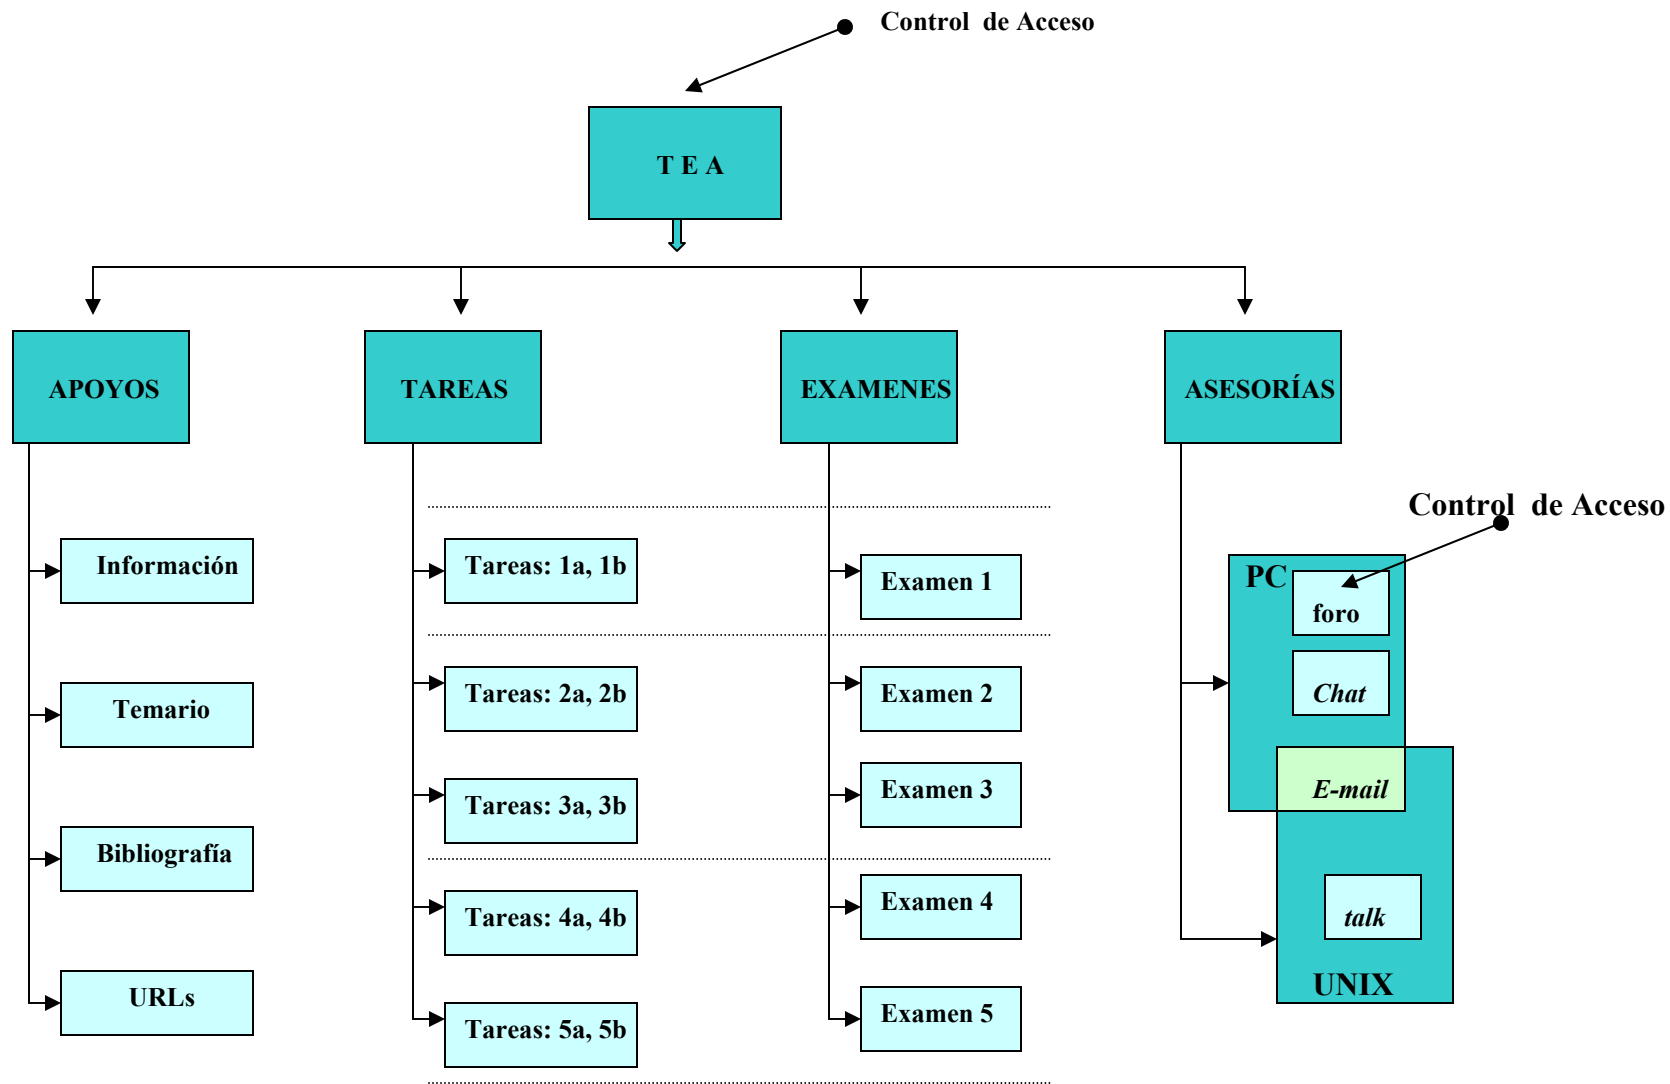 Control de Acceso
T E A
APOYOS
TAREAS
EXAMENES
ASESORÍAS
Información
Temario
Bibliografía
URLs
Tareas: 1a, 1b
Tareas: 2a, 2b
Tareas: 3a, 3b
Tareas: 4a, 4b
Tareas: 5a, 5b
Examen 1
Examen 2
Examen 3
Examen 4
Examen 5
Control de Acceso
PC
foro
Chat
E-mail
talk
UNIX